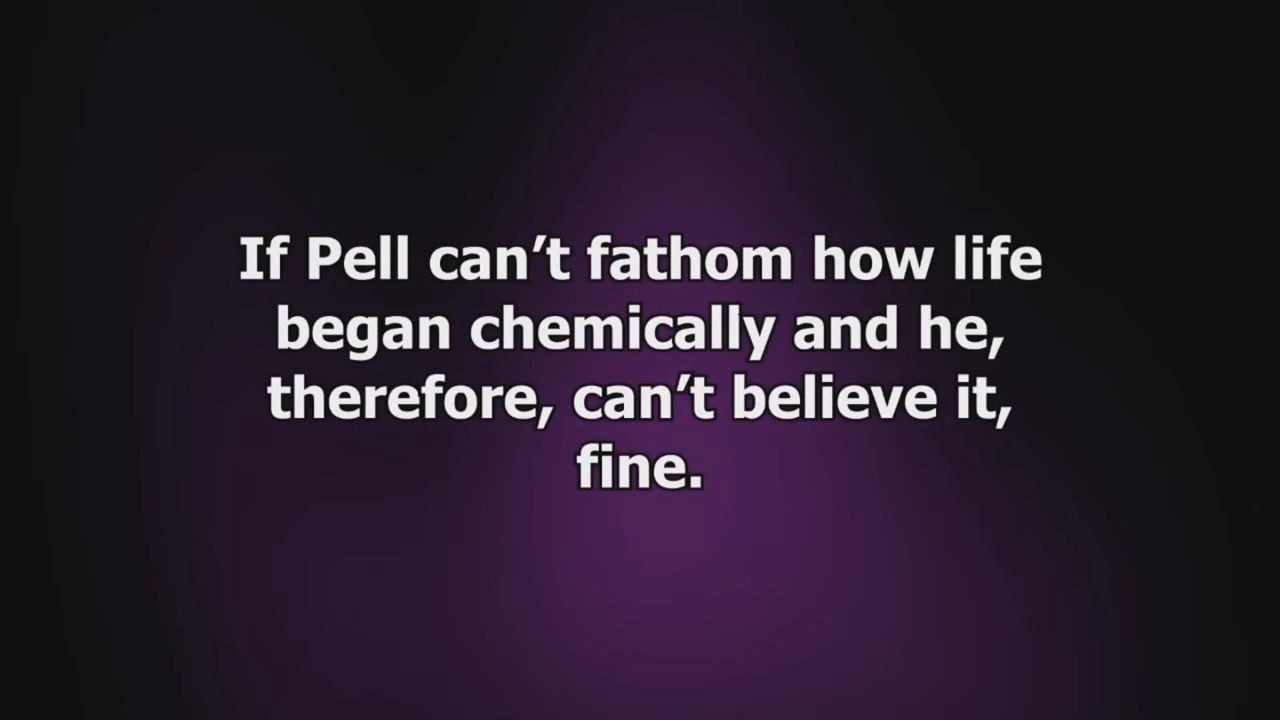 If Pell can’t fathom how life
began chemically and he,
therefore, can’t believe it,
fine.